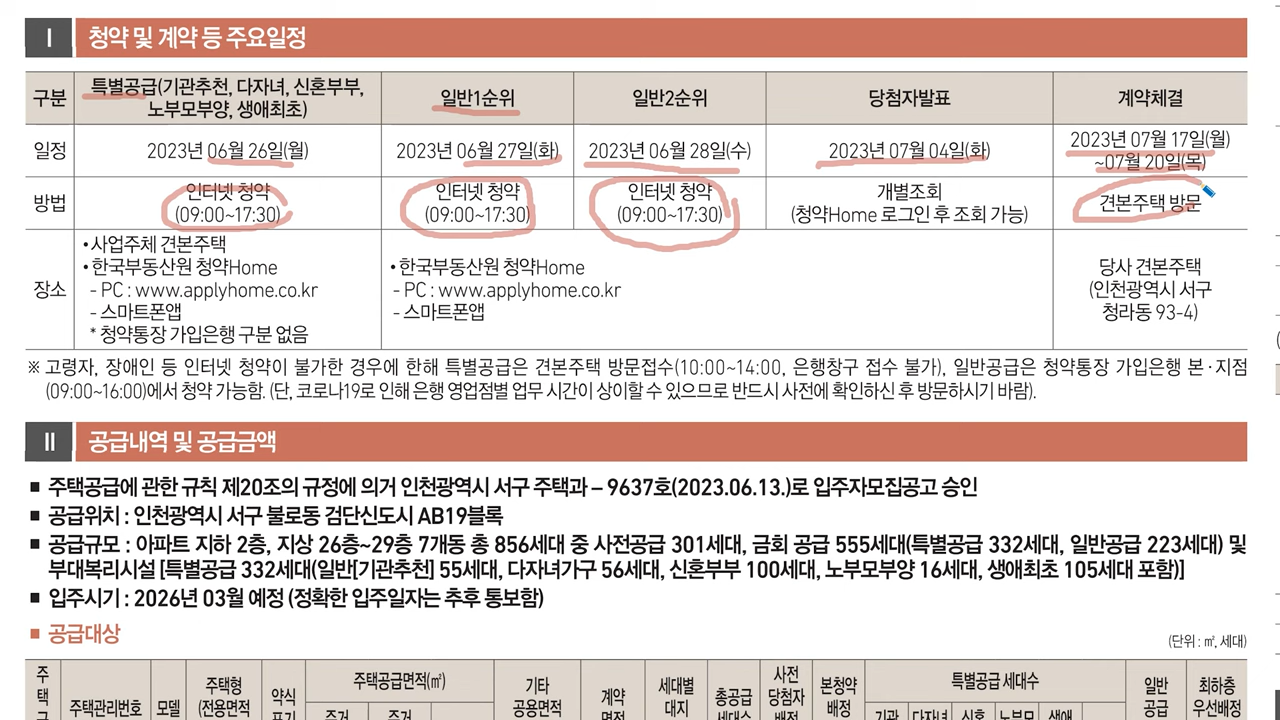 I 청약 및 계약 등 주요일정
구분
특별공급(기관추천, 다자녀, 신혼부부,
노부모부양, 생애최초)
일반1순위
일반2순위
당첨자발표
계약체결
일정
2023년 06월 26일(월)
2023년 06월 27일(화)
2023년 06월 28일(수)
2023년 07월 04일(화)
2023년 07월 17일(월)
~07월 20일(목)
방법
인터넷 청약
(09:00~17:30)
인터넷 청약
(09:00~17:30)
인터넷 청약
(09:00~17:30)
개별조회
(청약Home 로그인 후 조회 가능)
견본주택 방문
장소
• 사업주체 견본주택
• 한국부동산원 청약Home
- PC : www.applyhome.co.kr
- 스마트폰앱
* 청약통장 가입은행 구분 없음
• 한국부동산원 청약Home
- PC : www.applyhome.co.kr
- 스마트폰앱
당사 견본주택
(인천광역시 서구
청라동 93-4)
※ 고령자, 장애인 등 인터넷 청약이 불가한 경우에 한해 특별공급은 견본주택 방문접수(10:00~14:00, 은행창구 접수 불가), 일반공급은 청약통장 가입은행 본·지점
(09:00~16:00)에서 청약 가능함. (단, 코로나19로 인해 은행 영업점별 업무 시간이 상이할 수 있으므로 반드시 사전에 확인하신 후 방문하시기 바람).
II 공급내역 및 공급금액
■ 주택공급에 관한 규칙 제20조의 규정에 의거 인천광역시 서구 주택과 – 9637호(2023.06.13.)로 입주자모집공고 승인
■ 공급위치 : 인천광역시 서구 불로동 검단신도시 AB19블록
■ 공급규모 : 아파트 지하 2층, 지상 26층~29층 7개동 총 856세대 중 사전공급 301세대, 금회 공급 555세대(특별공급 332세대, 일반공급 223세대) 및
부대복리시설 [특별공급 332세대(일반[기관추천] 55세대, 다자녀가구 56세대, 신혼부부 100세대, 노부모부양 16세대, 생애최초 105세대 포함)]
■ 입주시기 : 2026년 03월 예정 (정확한 입주일자는 추후 통보함)
■ 공급대상
(단위 : ㎡, 세대)
주
택
주택관리번호
모델
주택형
(전용면적
약식
주택공급면적(㎡)
기타
공용면적
계약
세대별
대지
총공급
사전
당첨자
본청약
배정
특별공급 세대수
일반
공급
최하층
우선배정